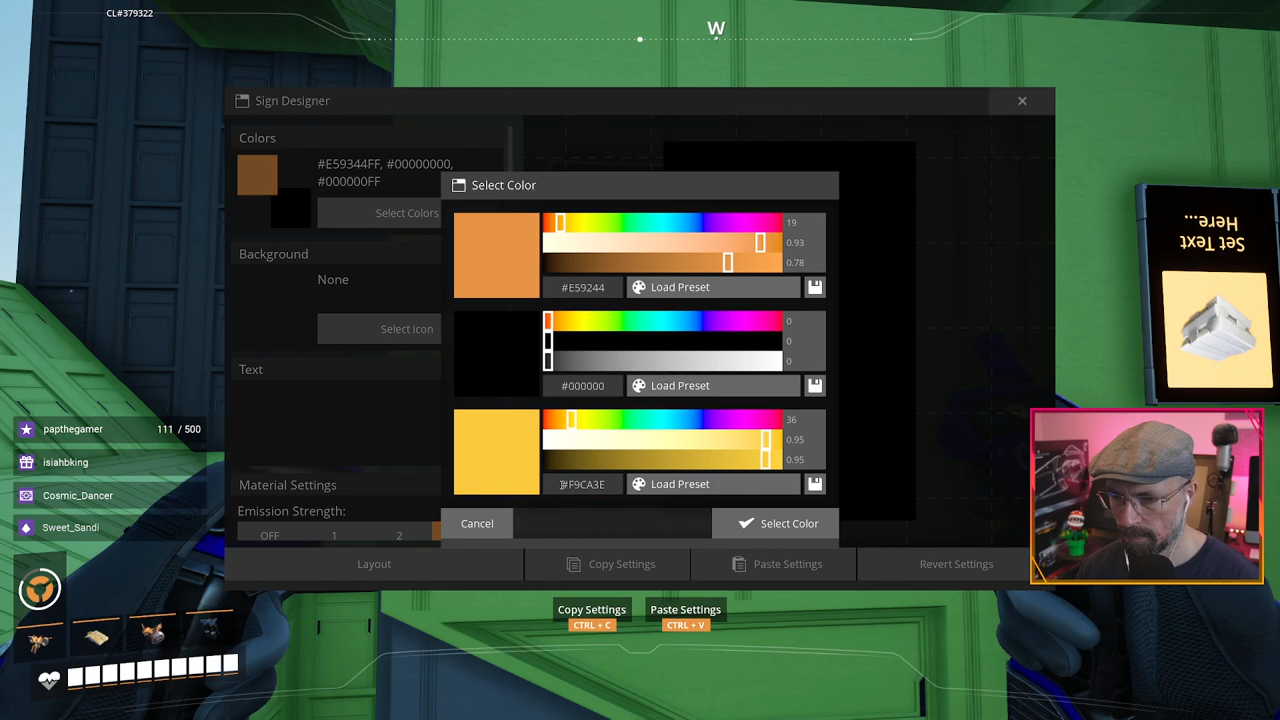 CL#379322
W
Sign Designer
Colors
#E59344FF, #00000000,
#000000FF
Select Colors
Background
None
Select Icon
Text
Material Settings
Emission Strength:
OFF 1 2
Select Color
19
0.93
0.78
#E59244
Load Preset
0
0
0
#000000
Load Preset
36
0.95
0.95
#F9CA3E
Load Preset
Cancel
Select Color
Layout
Copy Settings
Paste Settings
Revert Settings
Copy Settings
CTRL + C
Paste Settings
CTRL + V
Set Text
Here...
papthegamer 111 / 500
isiahbking
Cosmic_Dancer
Sweet_Sandi